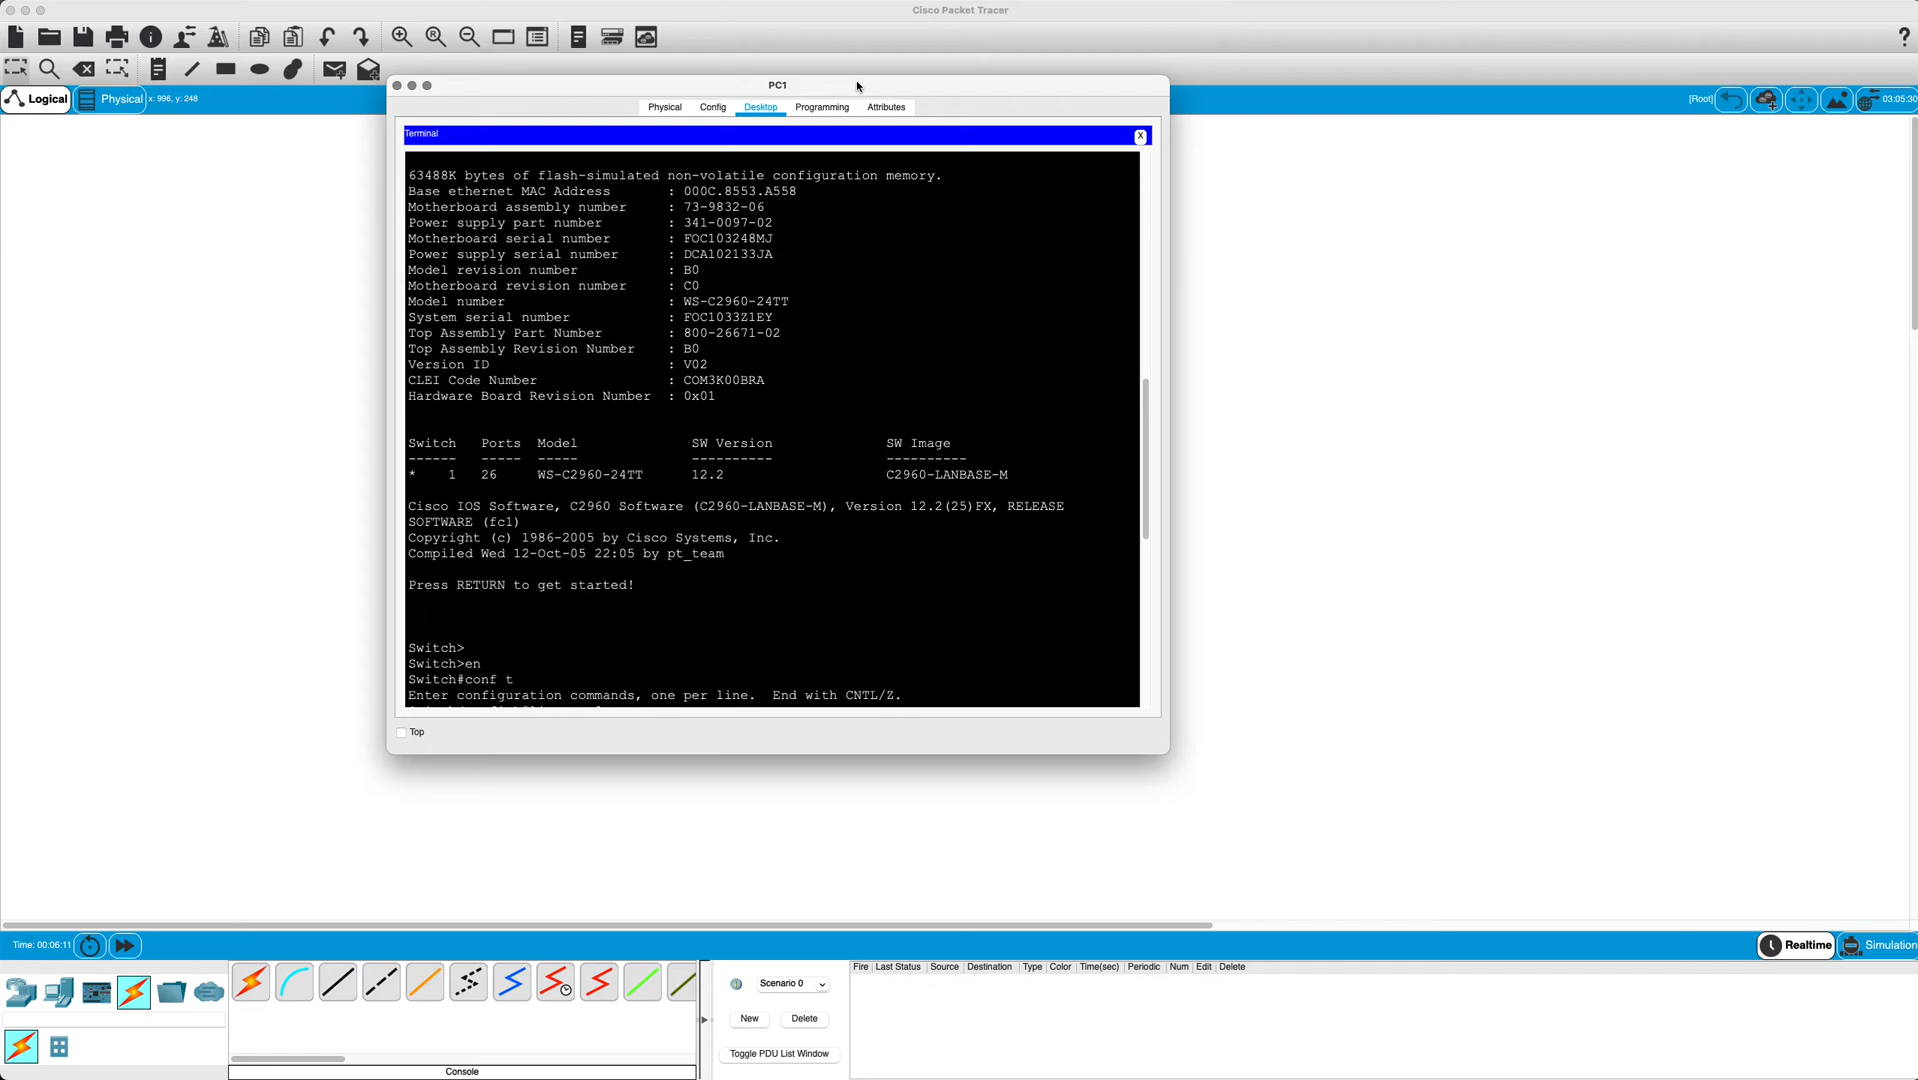 Cisco Packet Tracer
Logical
Physical
x: 996, y: 248
[Root]
03:05:30
PC1
Physical
Config
Desktop
Programming
Attributes
Terminal
X
63488K bytes of flash-simulated non-volatile configuration memory.
Base ethernet MAC Address : 000C.8553.A558
Motherboard assembly number : 73-9832-06
Power supply part number : 341-0097-02
Motherboard serial number : FOC103248MJ
Power supply serial number : DCA102133JA
Model revision number : B0
Motherboard revision number : C0
Model number : WS-C2960-24TT
System serial number : FOC1033Z1EY
Top Assembly Part Number : 800-26671-02
Top Assembly Revision Number : B0
Version ID : V02
CLEI Code Number : COM3K00BRA
Hardware Board Revision Number : 0x01
Switch Ports Model SW Version SW Image
------ ----- ----- ---------- ----------
* 1 26 WS-C2960-24TT 12.2 C2960-LANBASE-M
Cisco IOS Software, C2960 Software (C2960-LANBASE-M), Version 12.2(25)FX, RELEASE
SOFTWARE (fc1)
Copyright (c) 1986-2005 by Cisco Systems, Inc.
Compiled Wed 12-Oct-05 22:05 by pt_team
Press RETURN to get started!
Switch>
Switch>en
Switch#conf t
Enter configuration commands, one per line. End with CNTL/Z.
Top
Time: 00:06:11
Realtime
Simulation
Scenario 0
New
Delete
Toggle PDU List Window
Fire Last Status Source Destination Type Color Time(sec) Periodic Num Edit Delete
Console